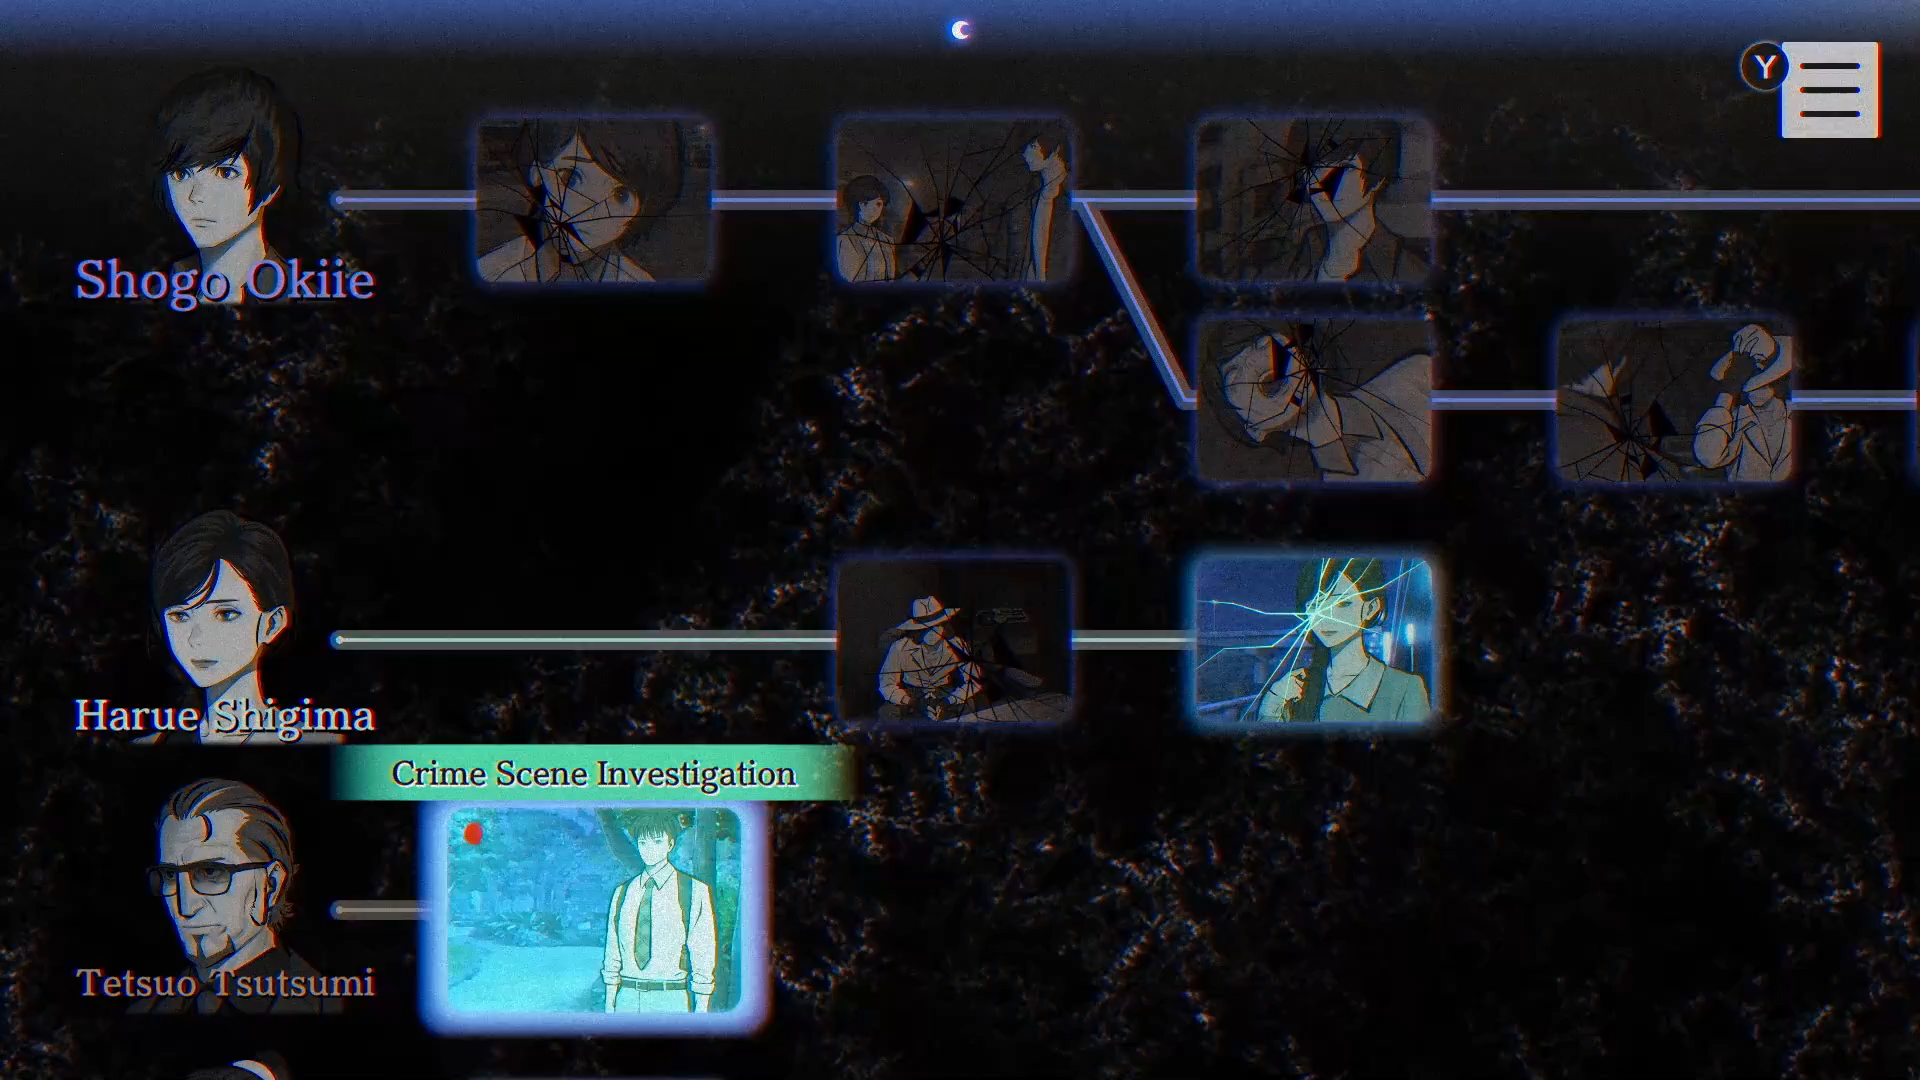 Y
Shogo Okiie
Harue Shigima
Crime Scene Investigation
Tetsuo Tsutsumi